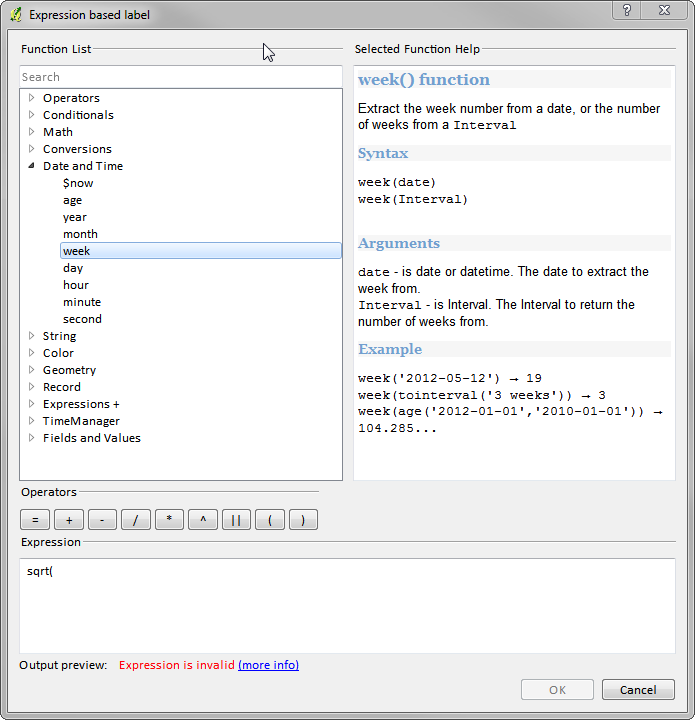 Expression based label
Function List
Search
Operators
Conditionals
Math
Conversions
Date and Time
$now
age
year
month
week
day
hour
minute
second
String
Color
Geometry
Record
Expressions +
TimeManager
Fields and Values
Selected Function Help
week() function
Extract the week number from a date, or the number
of weeks from a Interval
Syntax
week(date)
week(Interval)
Arguments
date - is date or datetime. The date to extract the
week from.
Interval - is Interval. The Interval to return the
number of weeks from.
Example
week('2012-05-12') → 19
week(tointerval('3 weeks')) → 3
week(age('2012-01-01','2010-01-01')) →
104.285...
Operators
= + - / * ^ || ( )
Expression
sqrt(
Output preview: Expression is invalid (more info)
OK Cancel